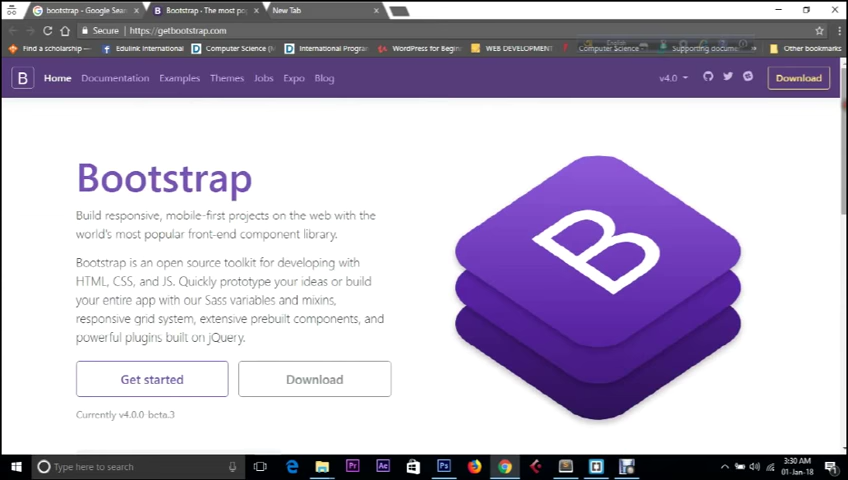 bootstrap - Google Sear
Bootstrap - The most po
New Tab
Secure
https://getbootstrap.com
Find a scholarship
Edulink International
Computer Science (M
International Progra
WordPress for Begin
WEB DEVELOPMENT
Computer Science
Supporting docume
Other bookmarks
B
Home
Documentation
Examples
Themes
Jobs
Expo
Blog
v4.0
Download
Bootstrap
Build responsive, mobile-first projects on the web with the
world's most popular front-end component library.
Bootstrap is an open source toolkit for developing with
HTML, CSS, and JS. Quickly prototype your ideas or build
your entire app with our Sass variables and mixins,
responsive grid system, extensive prebuilt components, and
powerful plugins built on jQuery.
Get started
Download
Currently v4.0.0-beta.3
B
Type here to search
Pr
Ae
Ps
3:30 AM
01-Jan-18